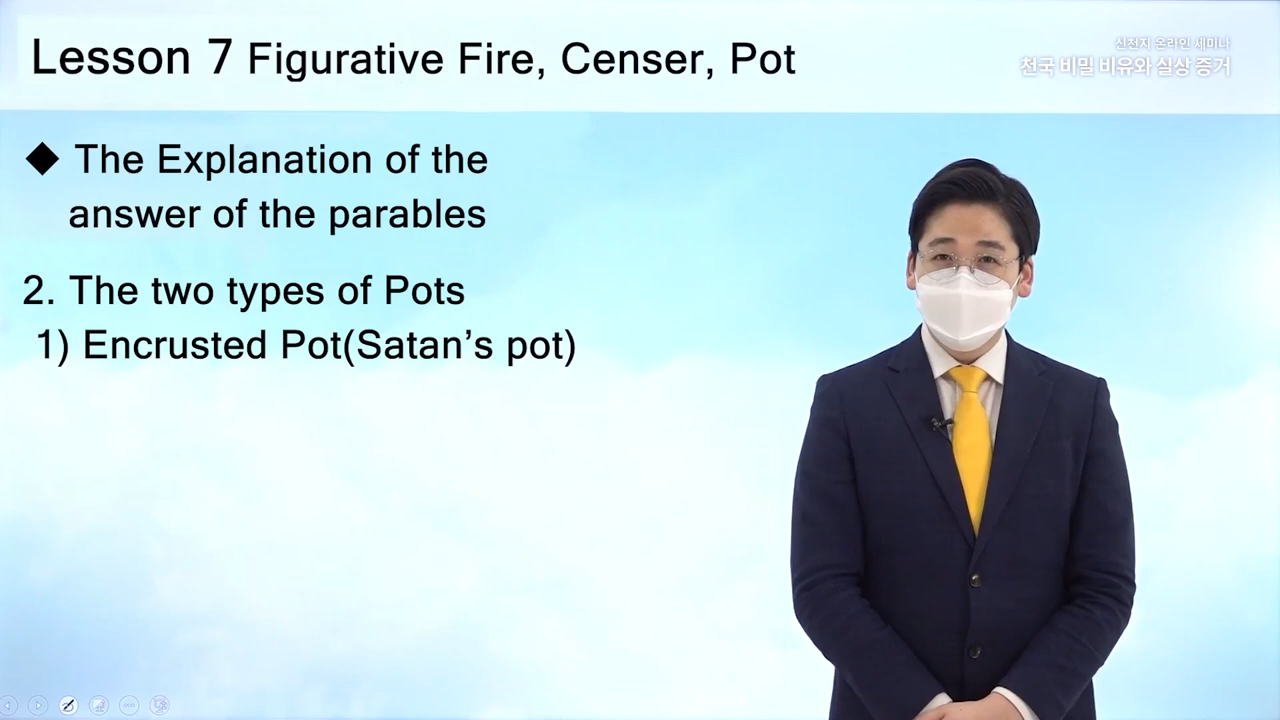 Lesson 7 Figurative Fire, Censer, Pot
신천지 온라인 세미나
천국 비밀 비유와 실상 증거
◆ The Explanation of the
answer of the parables
2. The two types of Pots
1) Encrusted Pot(Satan’s pot)